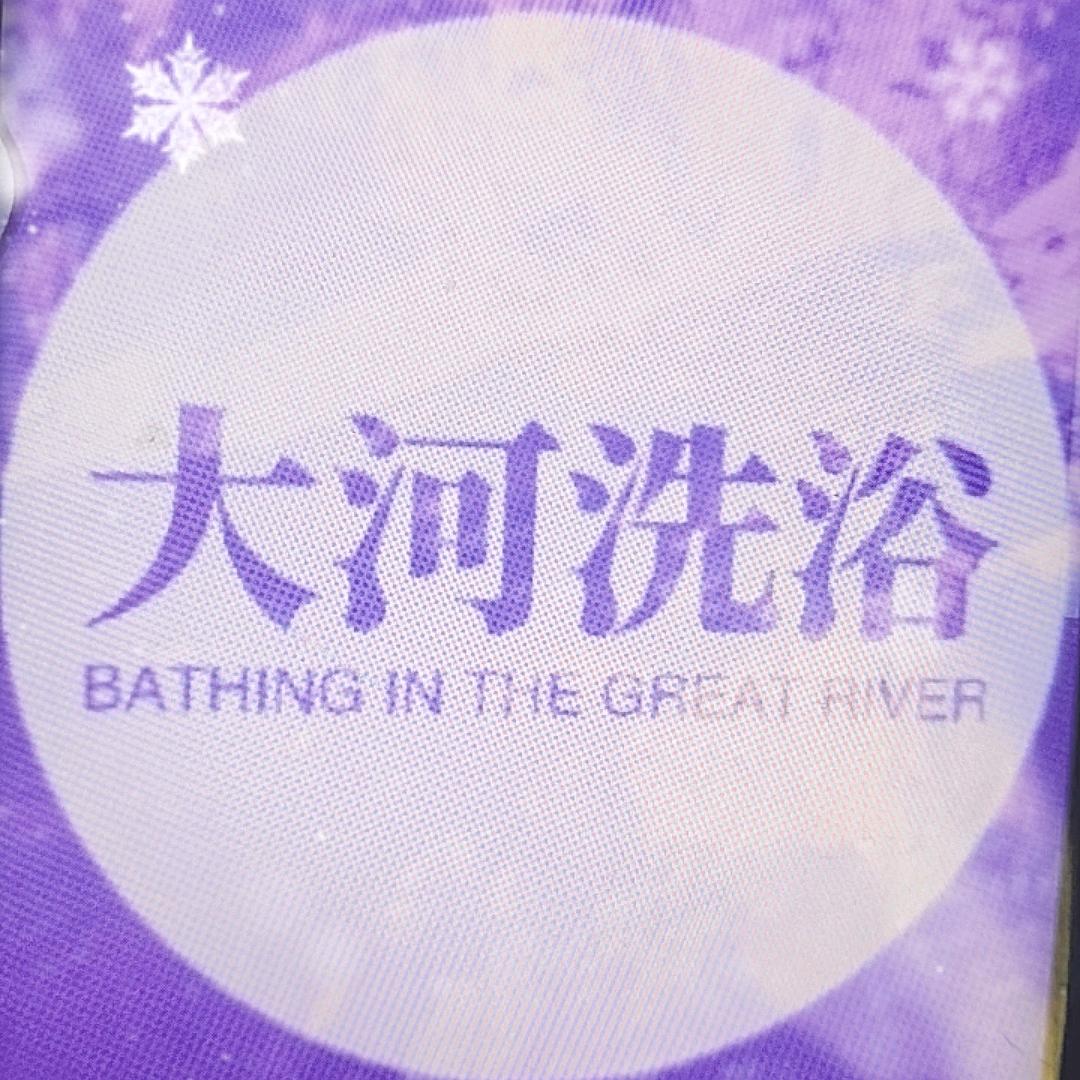 大河洗浴
BATHING IN THE GREAT RIVER